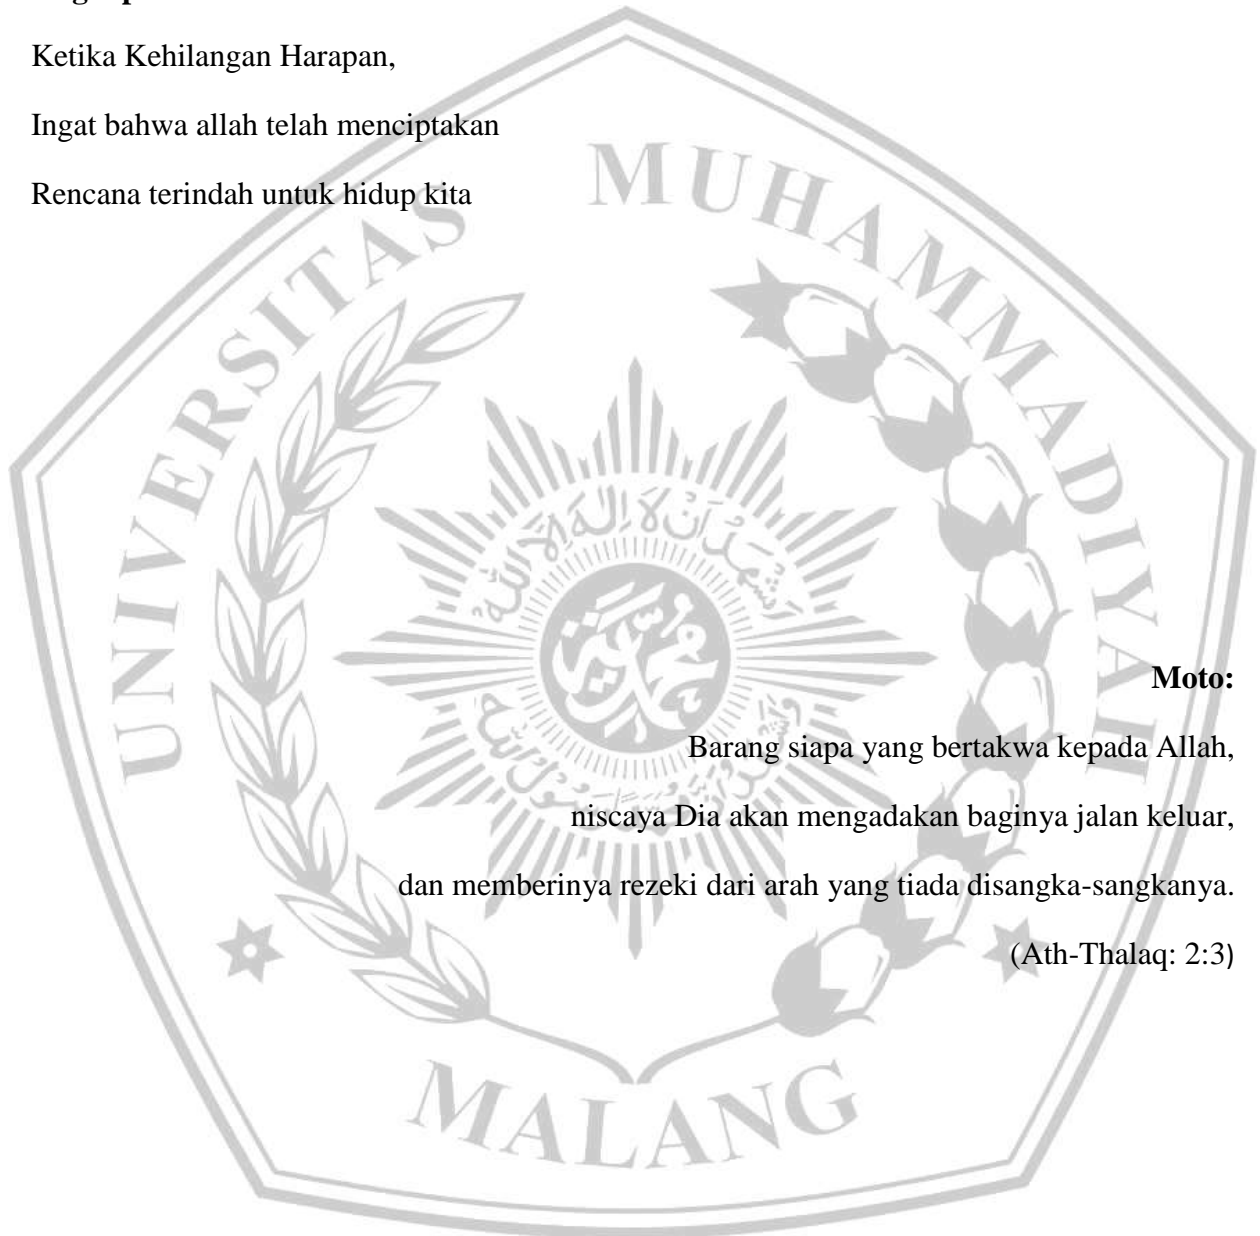 Ketika Kehilangan Harapan,
Ingat bahwa allah telah menciptakan
Rencana terindah untuk hidup kita
UNIVERSITAS MUHAMMADIYAH
MALANG
Moto:
Barang siapa yang bertakwa kepada Allah,
niscaya Dia akan mengadakan baginya jalan keluar,
dan memberinya rezeki dari arah yang tiada disangka-sangkanya.
(Ath-Thalaq: 2:3)